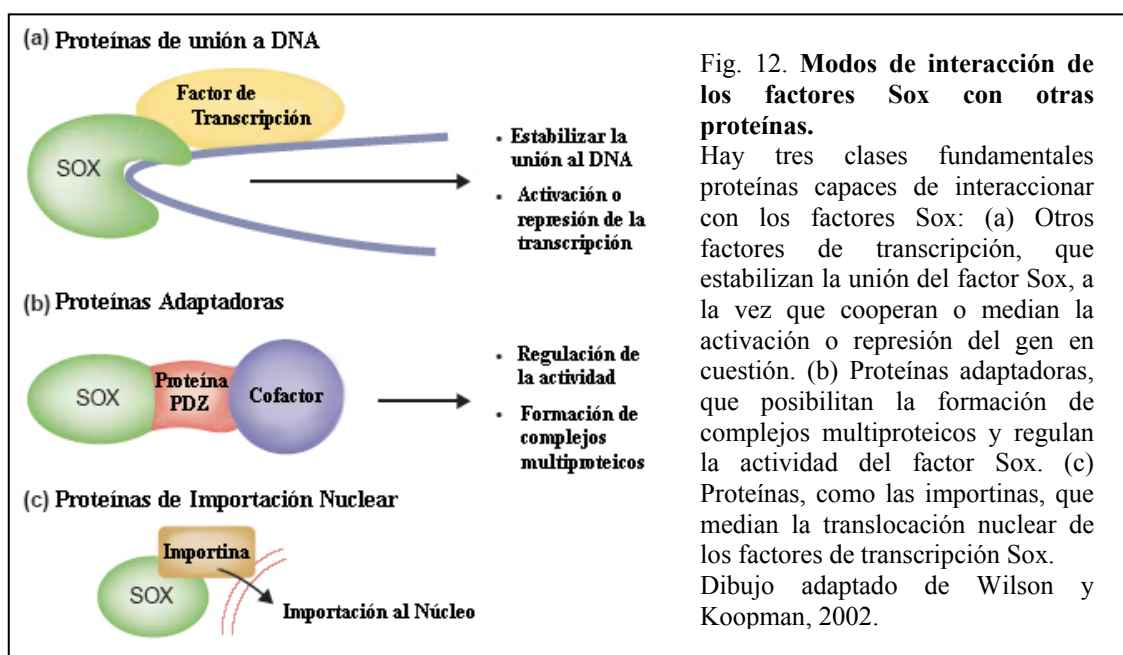 (a) Proteínas de unión a DNA
Factor de
Transcripción
SOX
• Estabilizar la
unión al DNA
• Activación o
represión de la
transcripción
(b) Proteínas Adaptadoras
SOX
Proteína
PDZ
Cofactor
• Regulación de
la actividad
• Formación de
complejos
multiproteicos
(c) Proteínas de Importación Nuclear
Importina
SOX
Importación al Núcleo
Fig. 12. Modos de interacción de
los factores Sox con otras
proteínas.
Hay tres clases fundamentales
proteínas capaces de interaccionar
con los factores Sox: (a) Otros
factores de transcripción, que
estabilizan la unión del factor Sox, a
la vez que cooperan o median la
activación o represión del gen en
cuestión. (b) Proteínas adaptadoras,
que posibilitan la formación de
complejos multiproteicos y regulan
la actividad del factor Sox. (c)
Proteínas, como las importinas, que
median la translocación nuclear de
los factores de transcripción Sox.
Dibujo adaptado de Wilson y
Koopman, 2002.